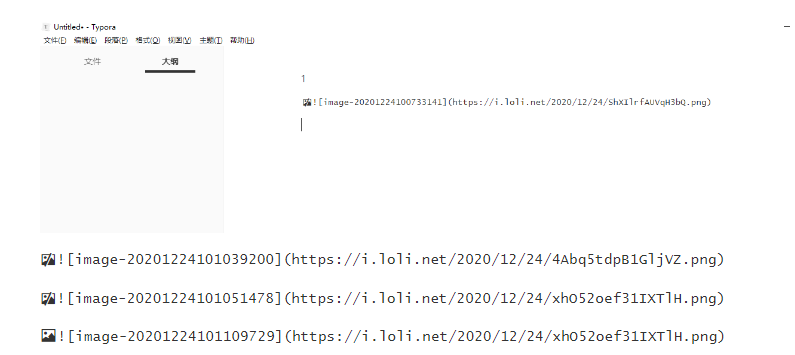 Untitled• - Typora
文件(F) 编辑(E) 段落(P) 格式(O) 视图(V) 主题(T) 帮助(H)
文件 大纲
1
![image-20201224100733141](https://i.loli.net/2020/12/24/ShXIlrfAUVqH3bQ.png)
![image-20201224101039200](https://i.loli.net/2020/12/24/4Abq5tdpB1GljVZ.png)
![image-20201224101051478](https://i.loli.net/2020/12/24/xhO52oef31IXTlH.png)
![image-20201224101109729](https://i.loli.net/2020/12/24/xhO52oef31IXTlH.png)